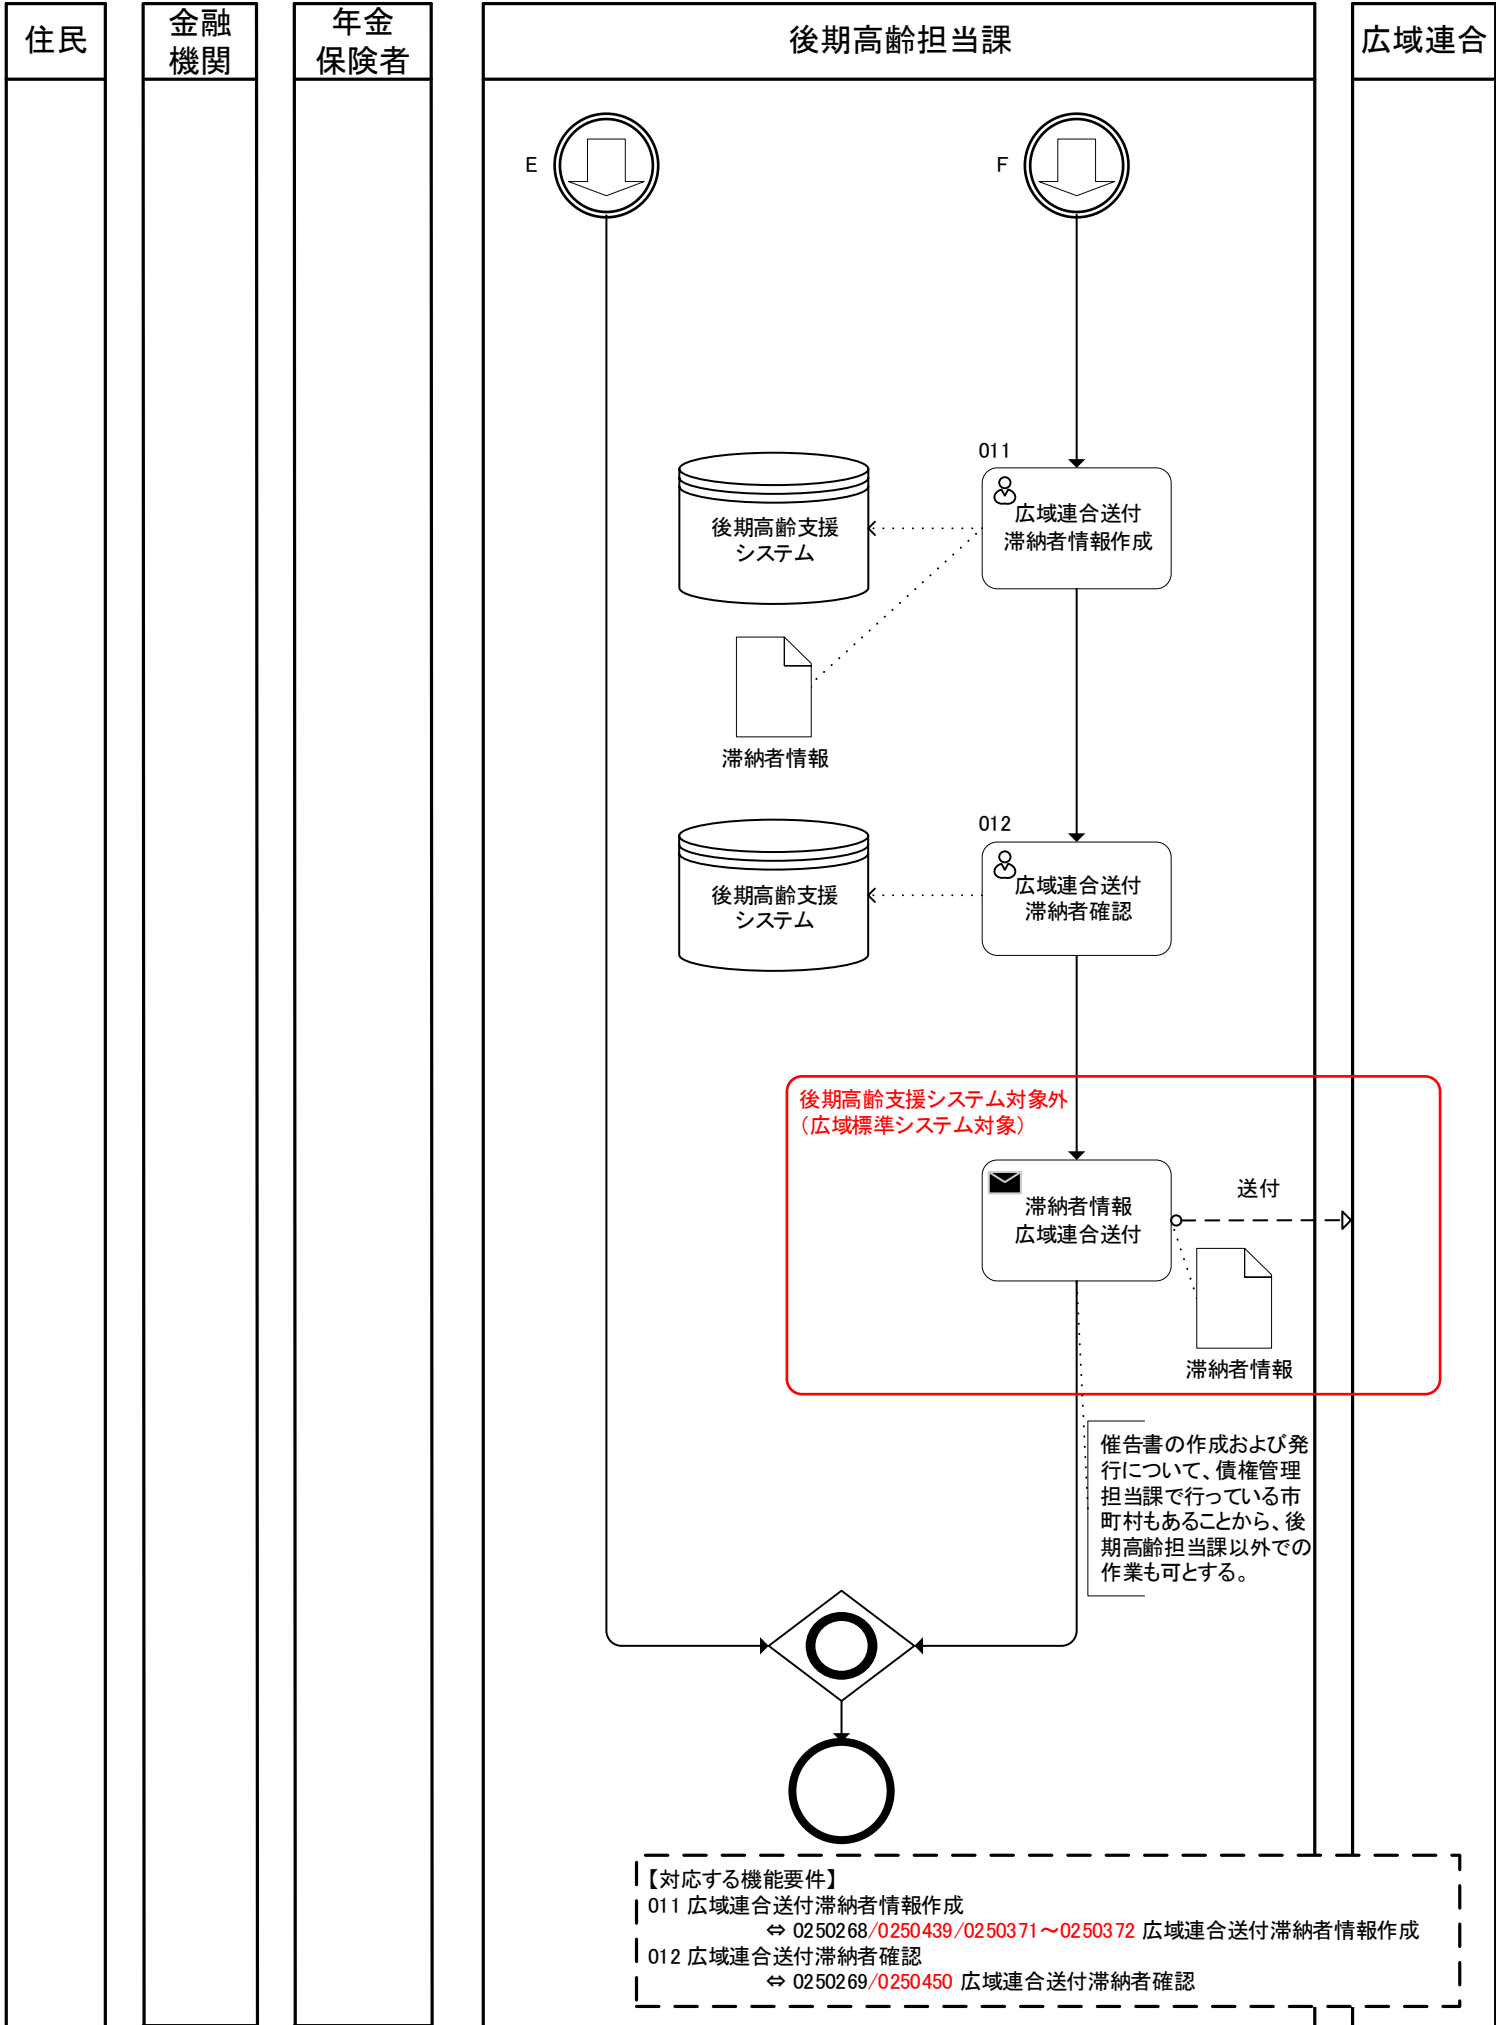 住民
金融
機関
年金
保険者
後期高齢担当課
広域連合
E
F
011
広域連合送付
滞納者情報作成
後期高齢支援
システム
滞納者情報
012
広域連合送付
滞納者確認
後期高齢支援
システム
後期高齢支援システム対象外
（広域標準システム対象）
滞納者情報
広域連合送付
送付
滞納者情報
催告書の作成および発
行について、債権管理
担当課で行っている市
町村もあることから、後
期高齢担当課以外での
作業も可とする。
【対応する機能要件】
011 広域連合送付滞納者情報作成
⇔ 0250268/0250439/0250371～0250372 広域連合送付滞納者情報作成
012 広域連合送付滞納者確認
⇔ 0250269/0250450 広域連合送付滞納者確認